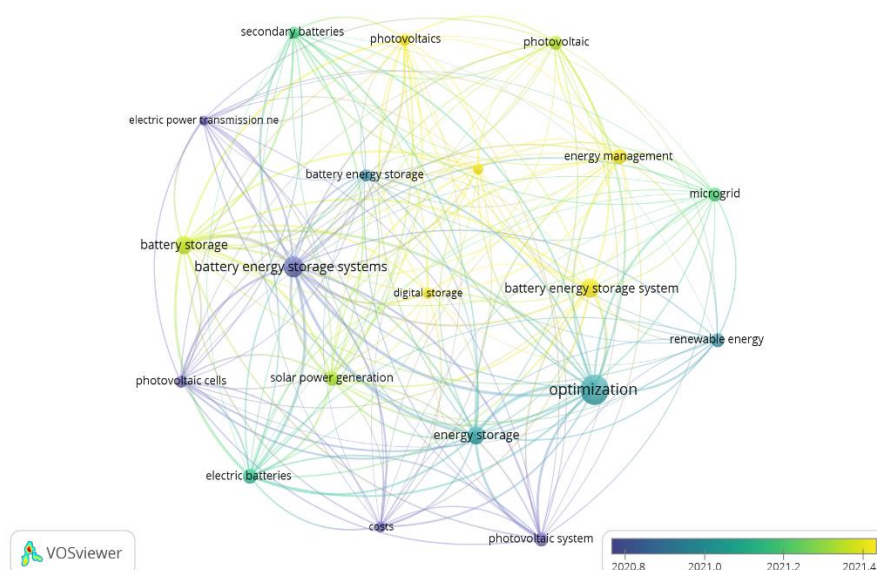 secondary batteries
photovoltaics
photovoltaic
electric power transmission ne
battery energy storage
energy management
microgrid
battery storage
battery energy storage systems
digital storage
battery energy storage system
renewable energy
photovoltaic cells
solar power generation
optimization
energy storage
electric batteries
costs
photovoltaic system
VOSviewer
2020.8 2021.0 2021.2 2021.4